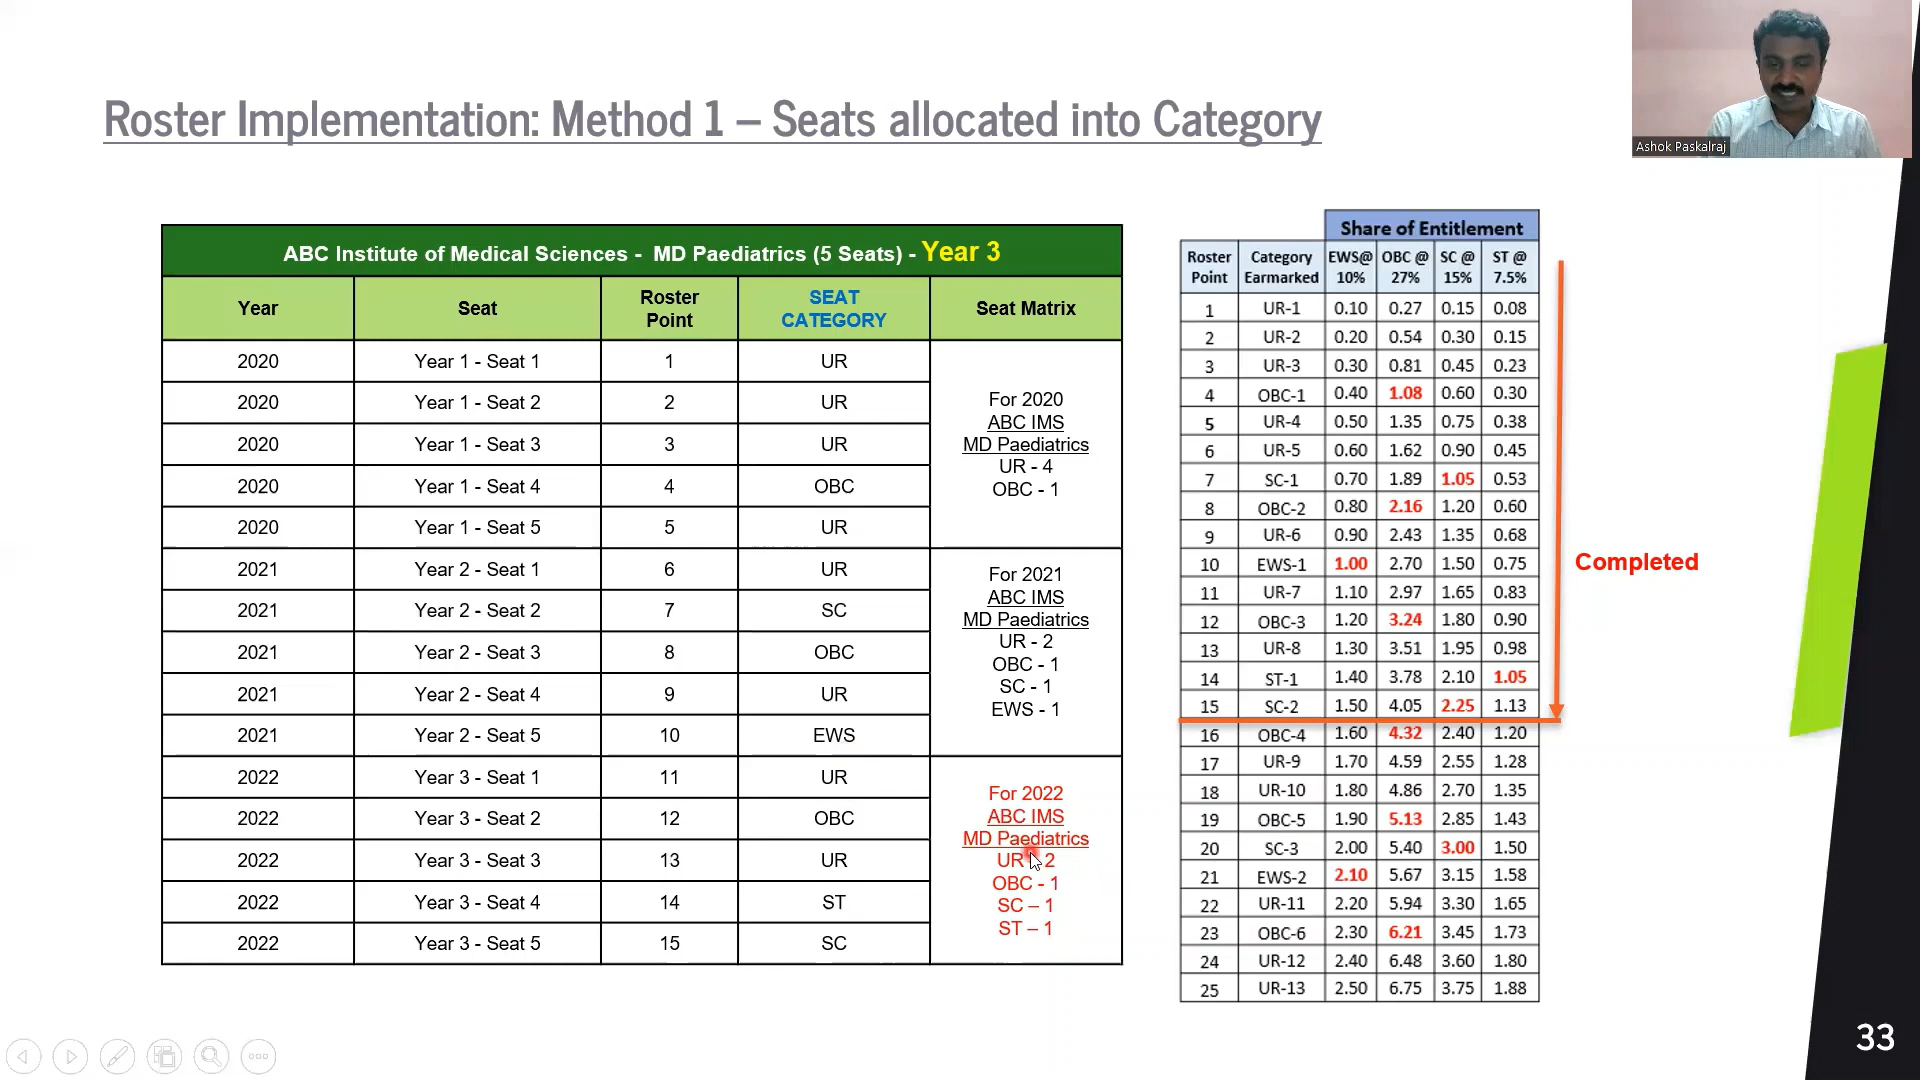 Roster Implementation: Method 1 – Seats allocated into Category
Ashok Paskalraj
ABC Institute of Medical Sciences - MD Paediatrics (5 Seats) - Year 3
Year Seat Roster Point SEAT CATEGORY Seat Matrix
2020 Year 1 - Seat 1 1 UR
2020 Year 1 - Seat 2 2 UR
2020 Year 1 - Seat 3 3 UR
2020 Year 1 - Seat 4 4 OBC
2020 Year 1 - Seat 5 5 UR
For 2020
ABC IMS
MD Paediatrics
UR - 4
OBC - 1
2021 Year 2 - Seat 1 6 UR
2021 Year 2 - Seat 2 7 SC
2021 Year 2 - Seat 3 8 OBC
2021 Year 2 - Seat 4 9 UR
2021 Year 2 - Seat 5 10 EWS
For 2021
ABC IMS
MD Paediatrics
UR - 2
OBC - 1
SC - 1
EWS - 1
2022 Year 3 - Seat 1 11 UR
2022 Year 3 - Seat 2 12 OBC
2022 Year 3 - Seat 3 13 UR
2022 Year 3 - Seat 4 14 ST
2022 Year 3 - Seat 5 15 SC
For 2022
ABC IMS
MD Paediatrics
UR - 2
OBC - 1
SC – 1
ST – 1
Share of Entitlement
Roster Point Category Earmarked EWS@ 10% OBC @ 27% SC @ 15% ST @ 7.5%
1 UR-1 0.10 0.27 0.15 0.08
2 UR-2 0.20 0.54 0.30 0.15
3 UR-3 0.30 0.81 0.45 0.23
4 OBC-1 0.40 1.08 0.60 0.30
5 UR-4 0.50 1.35 0.75 0.38
6 UR-5 0.60 1.62 0.90 0.45
7 SC-1 0.70 1.89 1.05 0.53
8 OBC-2 0.80 2.16 1.20 0.60
9 UR-6 0.90 2.43 1.35 0.68
10 EWS-1 1.00 2.70 1.50 0.75
11 UR-7 1.10 2.97 1.65 0.83
12 OBC-3 1.20 3.24 1.80 0.90
13 UR-8 1.30 3.51 1.95 0.98
14 ST-1 1.40 3.78 2.10 1.05
15 SC-2 1.50 4.05 2.25 1.13
16 OBC-4 1.60 4.32 2.40 1.20
17 UR-9 1.70 4.59 2.55 1.28
18 UR-10 1.80 4.86 2.70 1.35
19 OBC-5 1.90 5.13 2.85 1.43
20 SC-3 2.00 5.40 3.00 1.50
21 EWS-2 2.10 5.67 3.15 1.58
22 UR-11 2.20 5.94 3.30 1.65
23 OBC-6 2.30 6.21 3.45 1.73
24 UR-12 2.40 6.48 3.60 1.80
25 UR-13 2.50 6.75 3.75 1.88
Completed
33